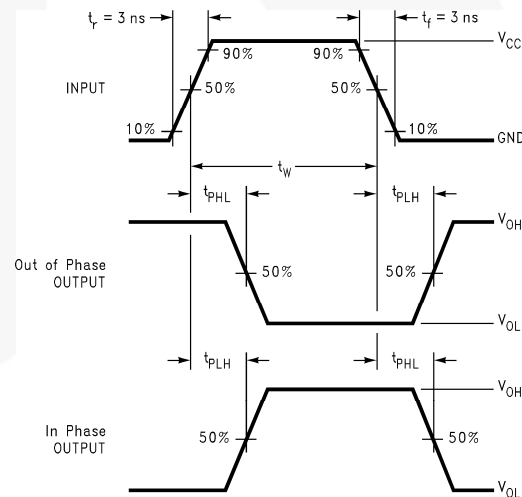 t_r = 3 ns
t_f = 3 ns
V_CC
90%
90%
INPUT
50%
50%
10%
10%
GND
t_W
t_PHL
t_PLH
V_OH
Out of Phase
OUTPUT
50%
50%
V_OL
t_PLH
t_PHL
V_OH
In Phase
OUTPUT
50%
50%
V_OL